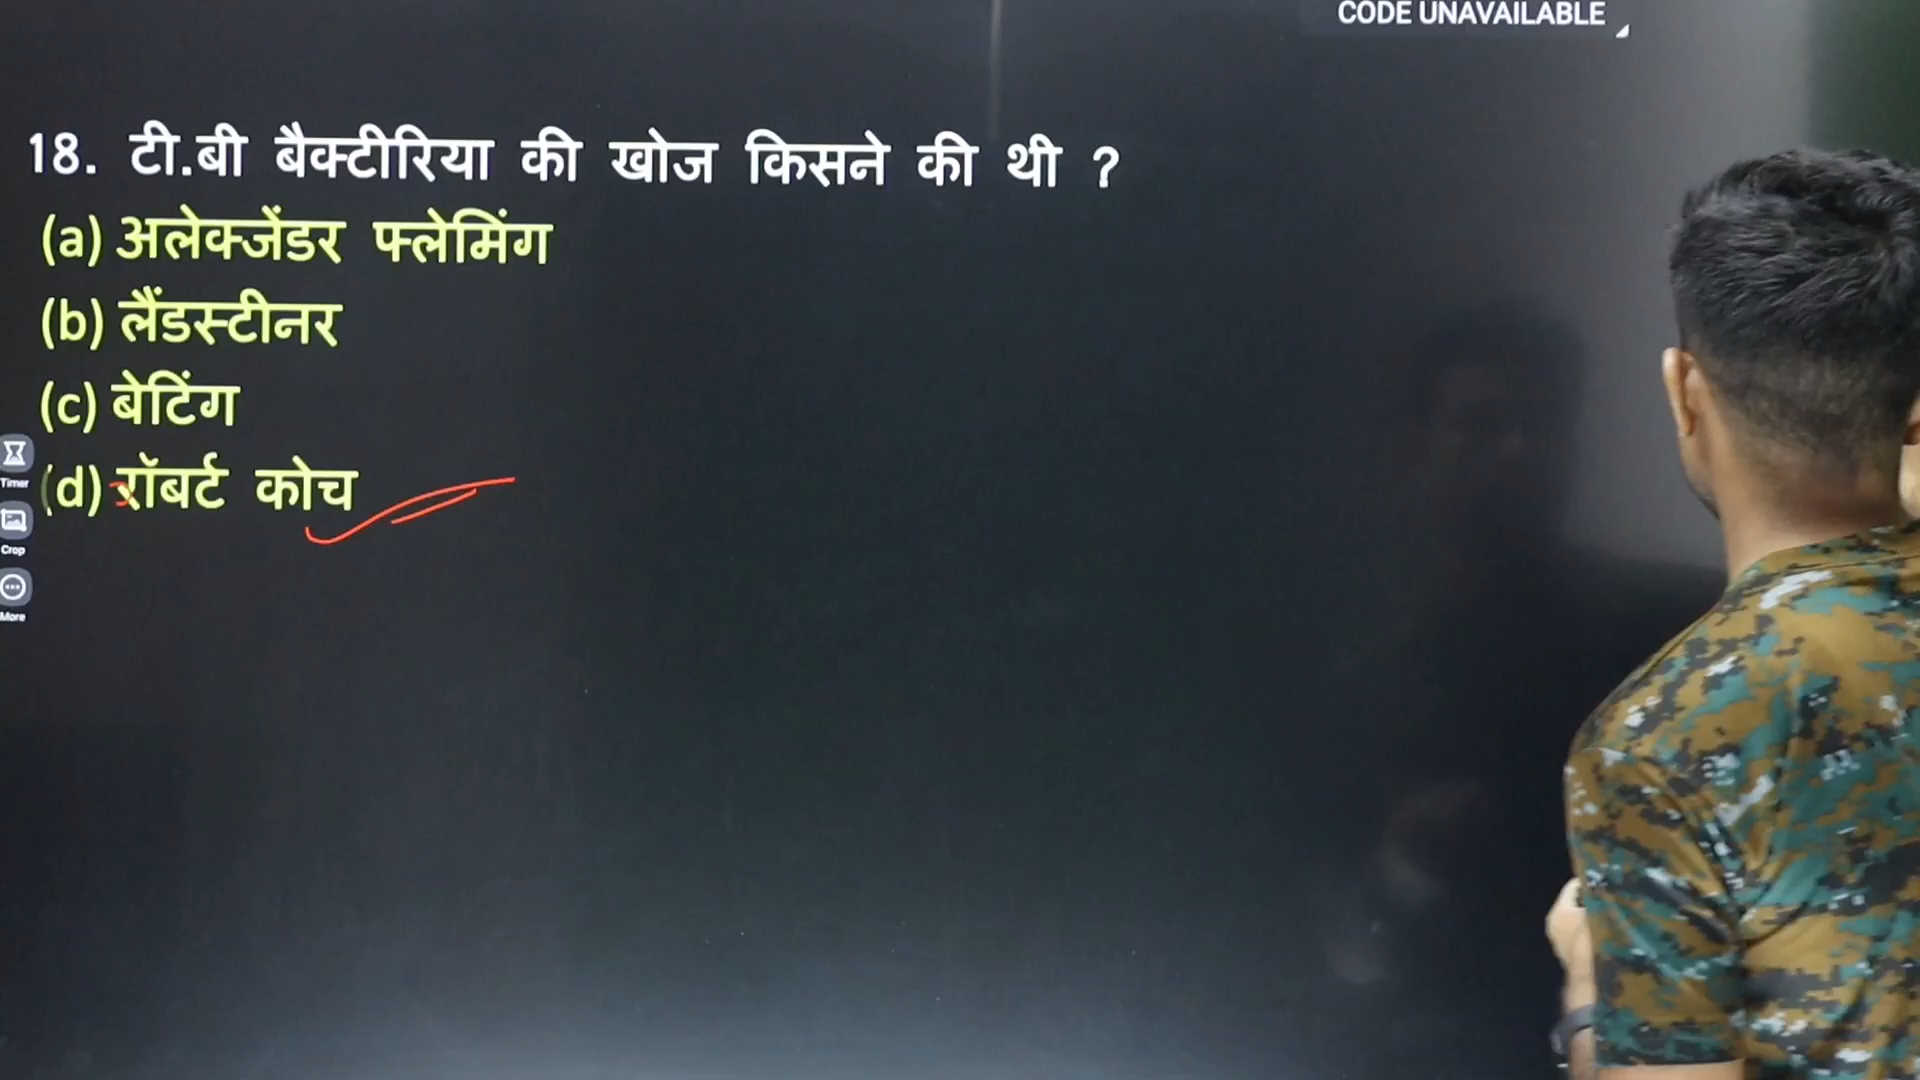 CODE UNAVAILABLE
18. टी.बी बैक्टीरिया की खोज किसने की थी ?
(a) अलेक्जेंडर फ्लेमिंग
(b) लैंडस्टीनर
(c) बेटिंग
(d) रॉबर्ट कोच
Timer
Crop
More